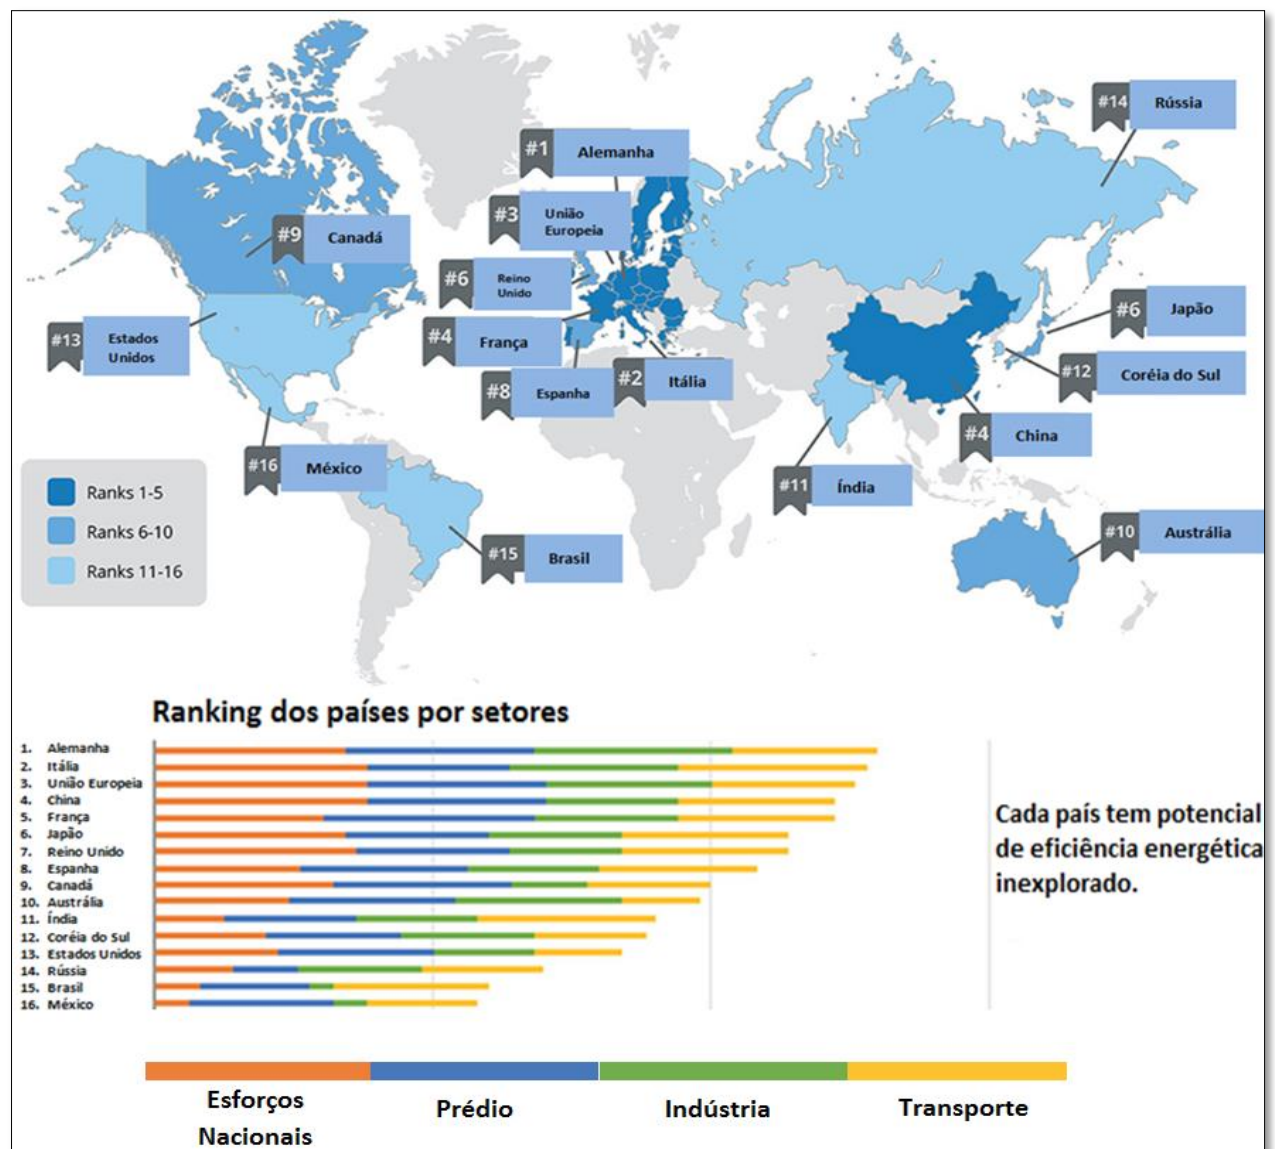 #14 Rússia
#1 Alemanha
#3 União
Europeia
#9 Canadá
#6 Reino
Unido
#6 Japão
#13 Estados
Unidos
#4 França
#12 Coréia do Sul
#8 Espanha
#2 Itália
#4 China
#16 México
#11 Índia
#10 Austrália
#15 Brasil
Ranks 1-5
Ranks 6-10
Ranks 11-16
Ranking dos países por setores
1. Alemanha
2. Itália
3. União Europeia
4. China
5. França
6. Japão
7. Reino Unido
8. Espanha
9. Canadá
10. Austrália
11. Índia
12. Coréia do Sul
13. Estados Unidos
14. Rússia
15. Brasil
16. México
Cada país tem potencial
de eficiência energética
inexplorado.
Esforços
Nacionais
Prédio
Indústria
Transporte